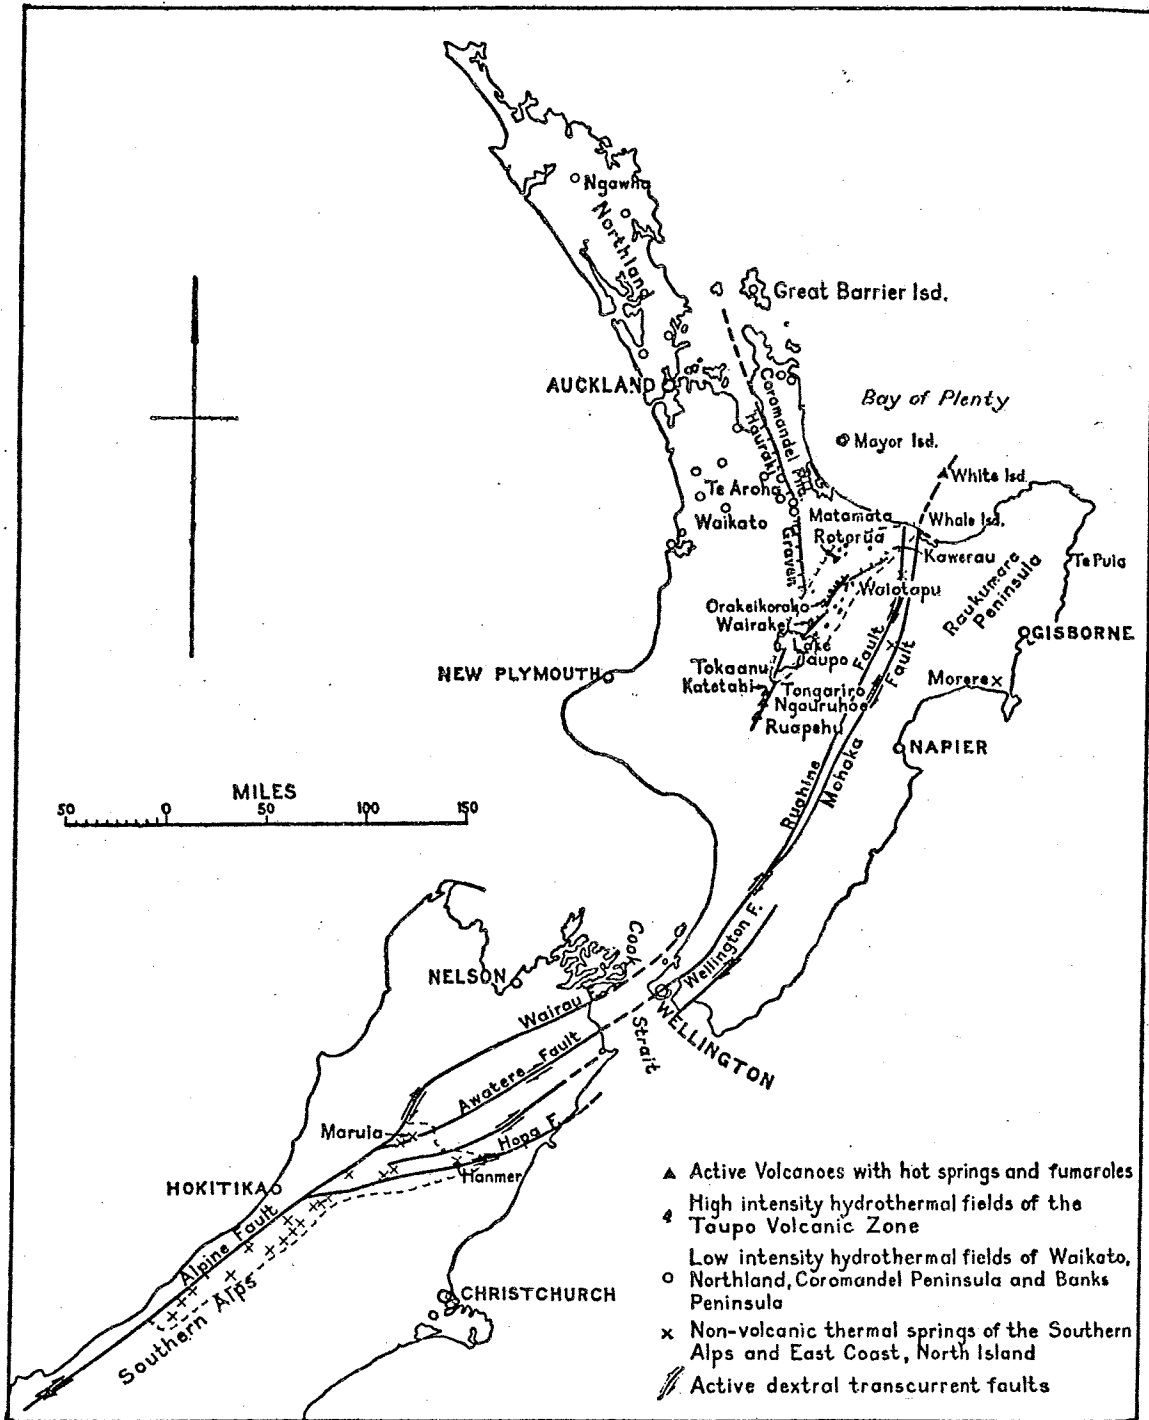 Ngawha
Northland
Great Barrier Isd.
AUCKLAND
Coromandel Pna.
Hauraki
Graven
Bay of Plenty
Mayor Isd.
White Isd.
Te Aroha
Waikato
Matamata
Rotorua
Whale Isd.
Kawerau
Te Puia
Raukumara
Peninsula
Waiotapu
Orakeikorako
Wairakei
GISBORNE
Lake
Taupo
NEW PLYMOUTH
Tokaanu
Ketetahi
Tongariro
Ngauruhoe
Ruapehu
Morere
Fault
Fault
NAPIER
Ruahine
Mohaka
MILES
50 0 50 100 150
Cook
Strait
NELSON
Wellington F.
WELLINGTON
Wairau F.
Awatere Fault
Maruia
Hopa F.
Hanmer
HOKITIKA
Alpine Fault
Southern Alps
CHRISTCHURCH
Active Volcanoes with hot springs and fumaroles
High intensity hydrothermal fields of the
Taupo Volcanic Zone
Low intensity hydrothermal fields of Waikato,
Northland, Coromandel Peninsula and Banks
Peninsula
x Non-volcanic thermal springs of the Southern
Alps and East Coast, North Island
Active dextral transcurrent faults